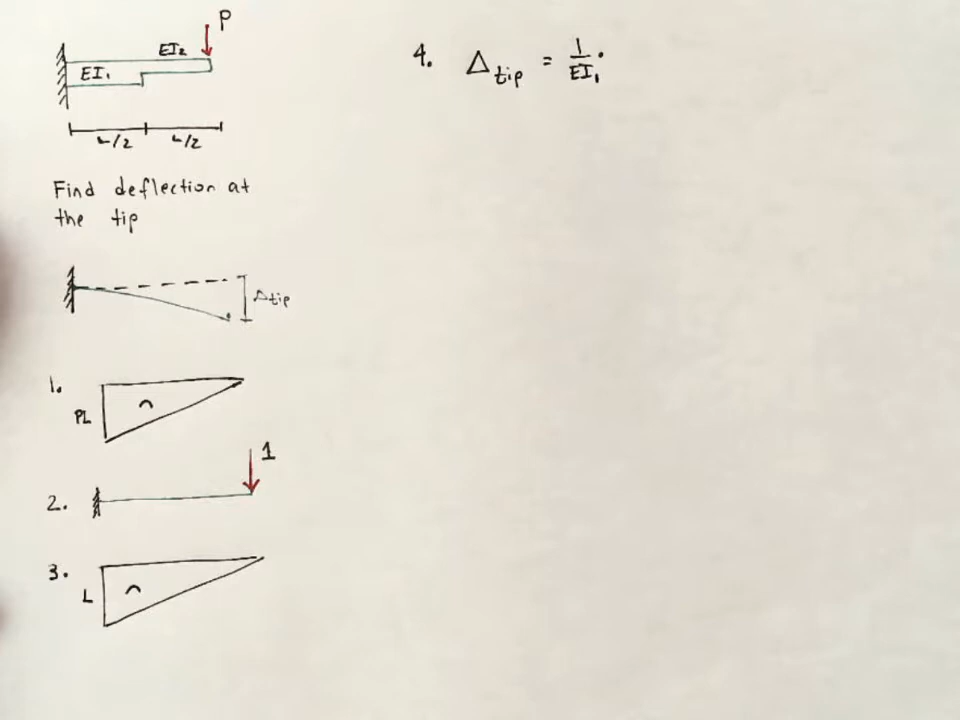 P
EI₂
EI₁
L/2 L/2
Find deflection at
the tip
Δtip
1.
PL
1
2.
3.
L
4. Δtip = 1/EI₁ ·